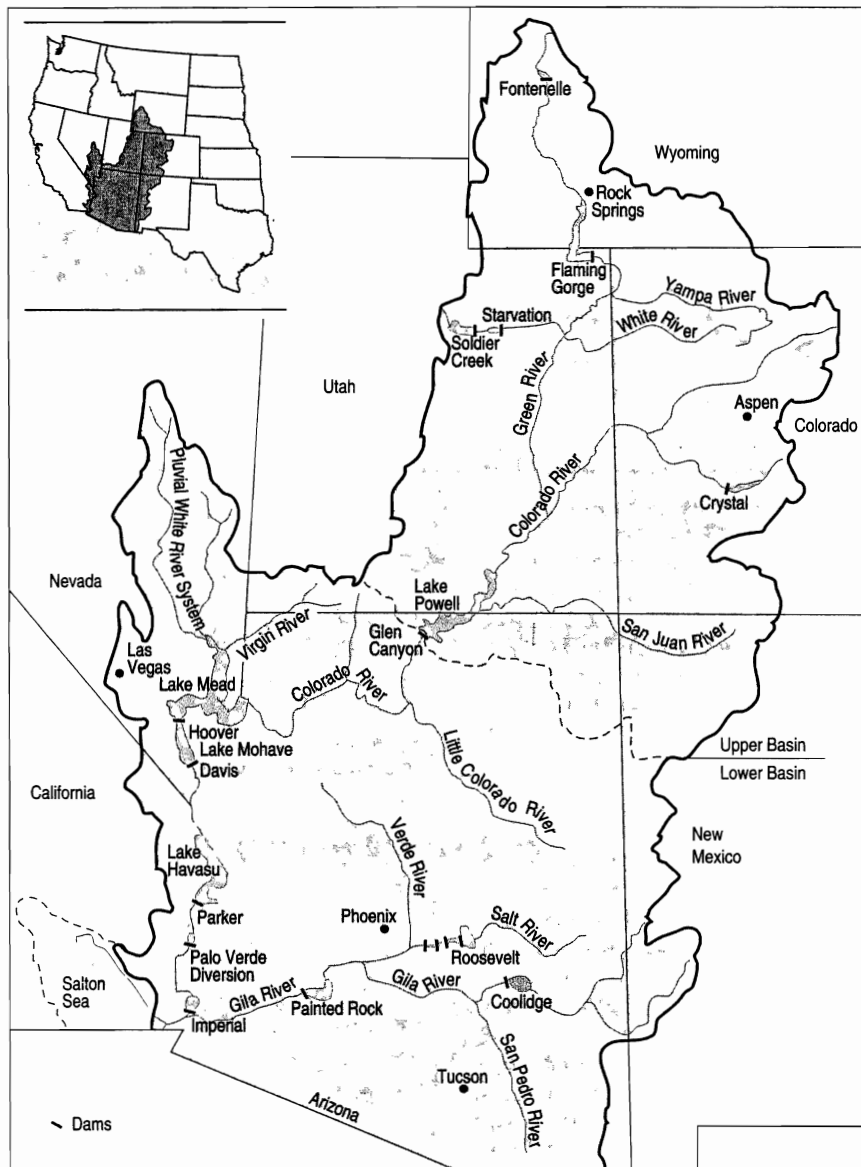 Fontenelle
Wyoming
Rock
Springs
Flaming
Gorge
Yampa River
Starvation
White River
Soldier
Creek
Green River
Utah
Aspen
Colorado
Colorado River
Crystal
Pluvial White River System
Nevada
Lake
Powell
Glen
Canyon
San Juan River
Virgin River
Las
Vegas
Lake Mead
Colorado
River
Hoover
Lake Mohave
Davis
Little Colorado River
Upper Basin
Lower Basin
California
Verde River
New
Mexico
Lake
Havasu
Parker
Phoenix
Salt River
Roosevelt
Palo Verde
Diversion
Salton
Sea
Gila River
Gila River
Painted Rock
Coolidge
Imperial
San Pedro River
Tucson
Arizona
Dams